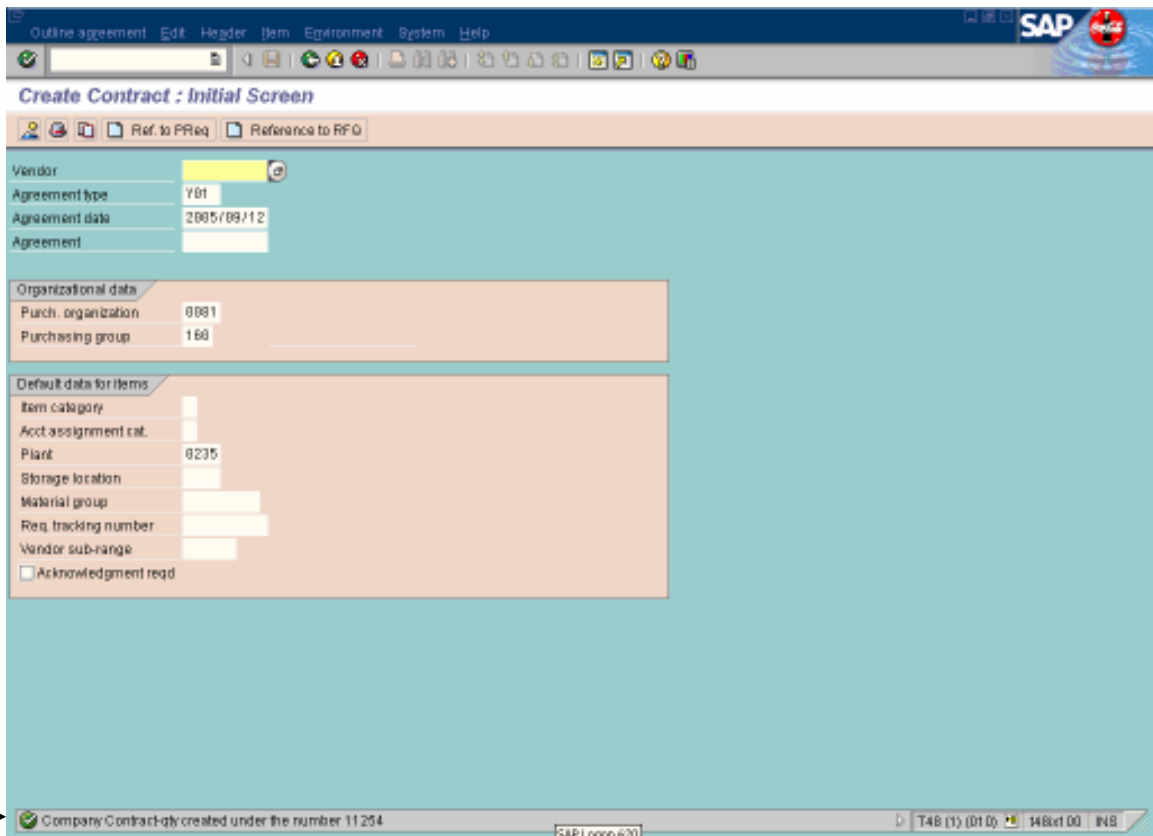 Outline agreement Edit Header Item Environment System Help
SAP
Create Contract : Initial Screen
Ref. to PReq Reference to RFQ
Vendor
Agreement type Y01
Agreement date 2005/09/12
Agreement
Organizational data
Purch. organization 0001
Purchasing group 160
Default data for items
Item category
Acct assignment cat.
Plant 0235
Storage location
Material group
Req. tracking number
Vendor sub-range
Acknowledgment reqd
Company Contract-qty created under the number 11264
T48 (1) (010) INS
SAP Logon 620